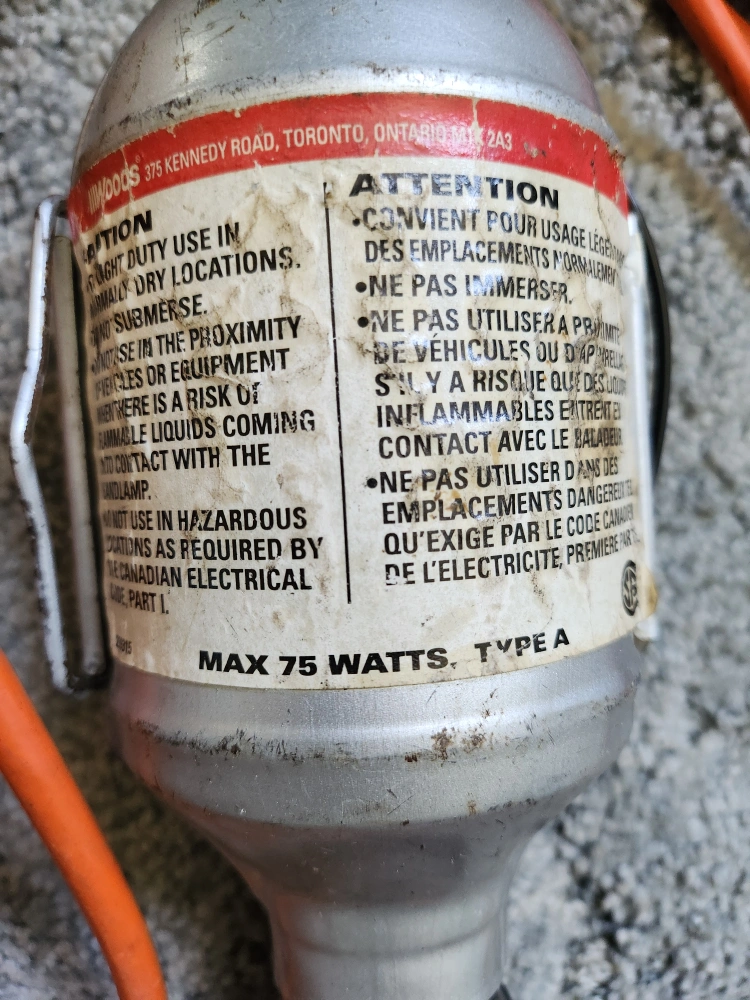 Woods 375 KENNEDY ROAD, TORONTO, ONTARIO M1K 2A3
DUTY USE IN
DRY LOCATIONS.
SUBMERSE.
USE IN THE PROXIMITY
OR EQUIPMENT
THERE IS A RISK OF
LIQUIDS COMING
CONTACT WITH THE
NOT USE IN HAZARDOUS
AS REQUIRED BY
CANADIAN ELECTRICAL
PART I.
ATTENTION
•CONVIENT POUR USAGE
DES EMPLACEMENTS
•NE PAS IMMERSER.
•NE PAS UTILISER A
DE VÉHICULES OU
S'IL Y A RISQUE QUE DES
INFLAMMABLES ENTRENT EN
CONTACT AVEC LE BALADEUR
•NE PAS UTILISER DANS DES
EMPLACEMENTS
QU'EXIGE PAR LE CODE
DE L'ELECTRICITE, PREMIERE
MAX 75 WATTS, TYPE A